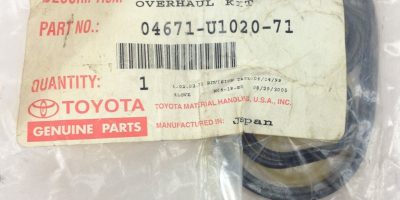 OVERHAUL KIT
PART NO.: 04671-U1020-71
QUANTITY: 1
TOYOTA
GENUINE PARTS
TOYOTA MATERIAL HANDLING, U.S.A., INC.
MANUFACTURED IN: Japan